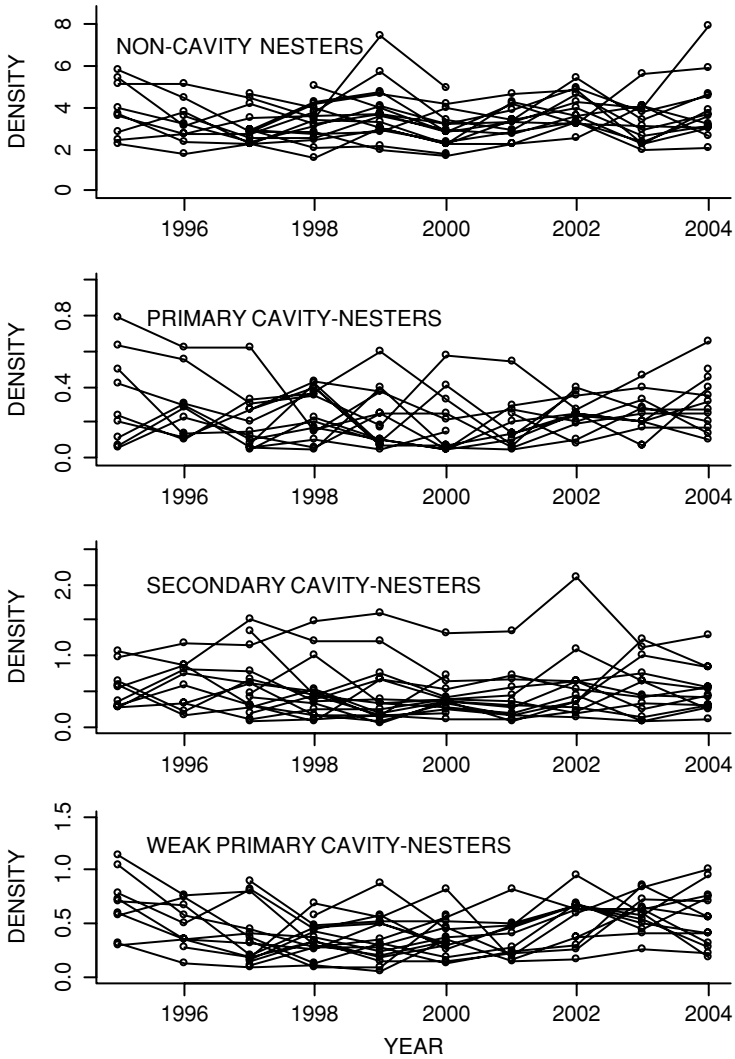 NON-CAVITY NESTERS
DENSITY
8
6
4
2
0
1996 1998 2000 2002 2004
PRIMARY CAVITY-NESTERS
DENSITY
0.8
0.4
0.0
1996 1998 2000 2002 2004
SECONDARY CAVITY-NESTERS
DENSITY
2.0
1.0
0.0
1996 1998 2000 2002 2004
WEAK PRIMARY CAVITY-NESTERS
DENSITY
1.5
1.0
0.5
0.0
1996 1998 2000 2002 2004
YEAR